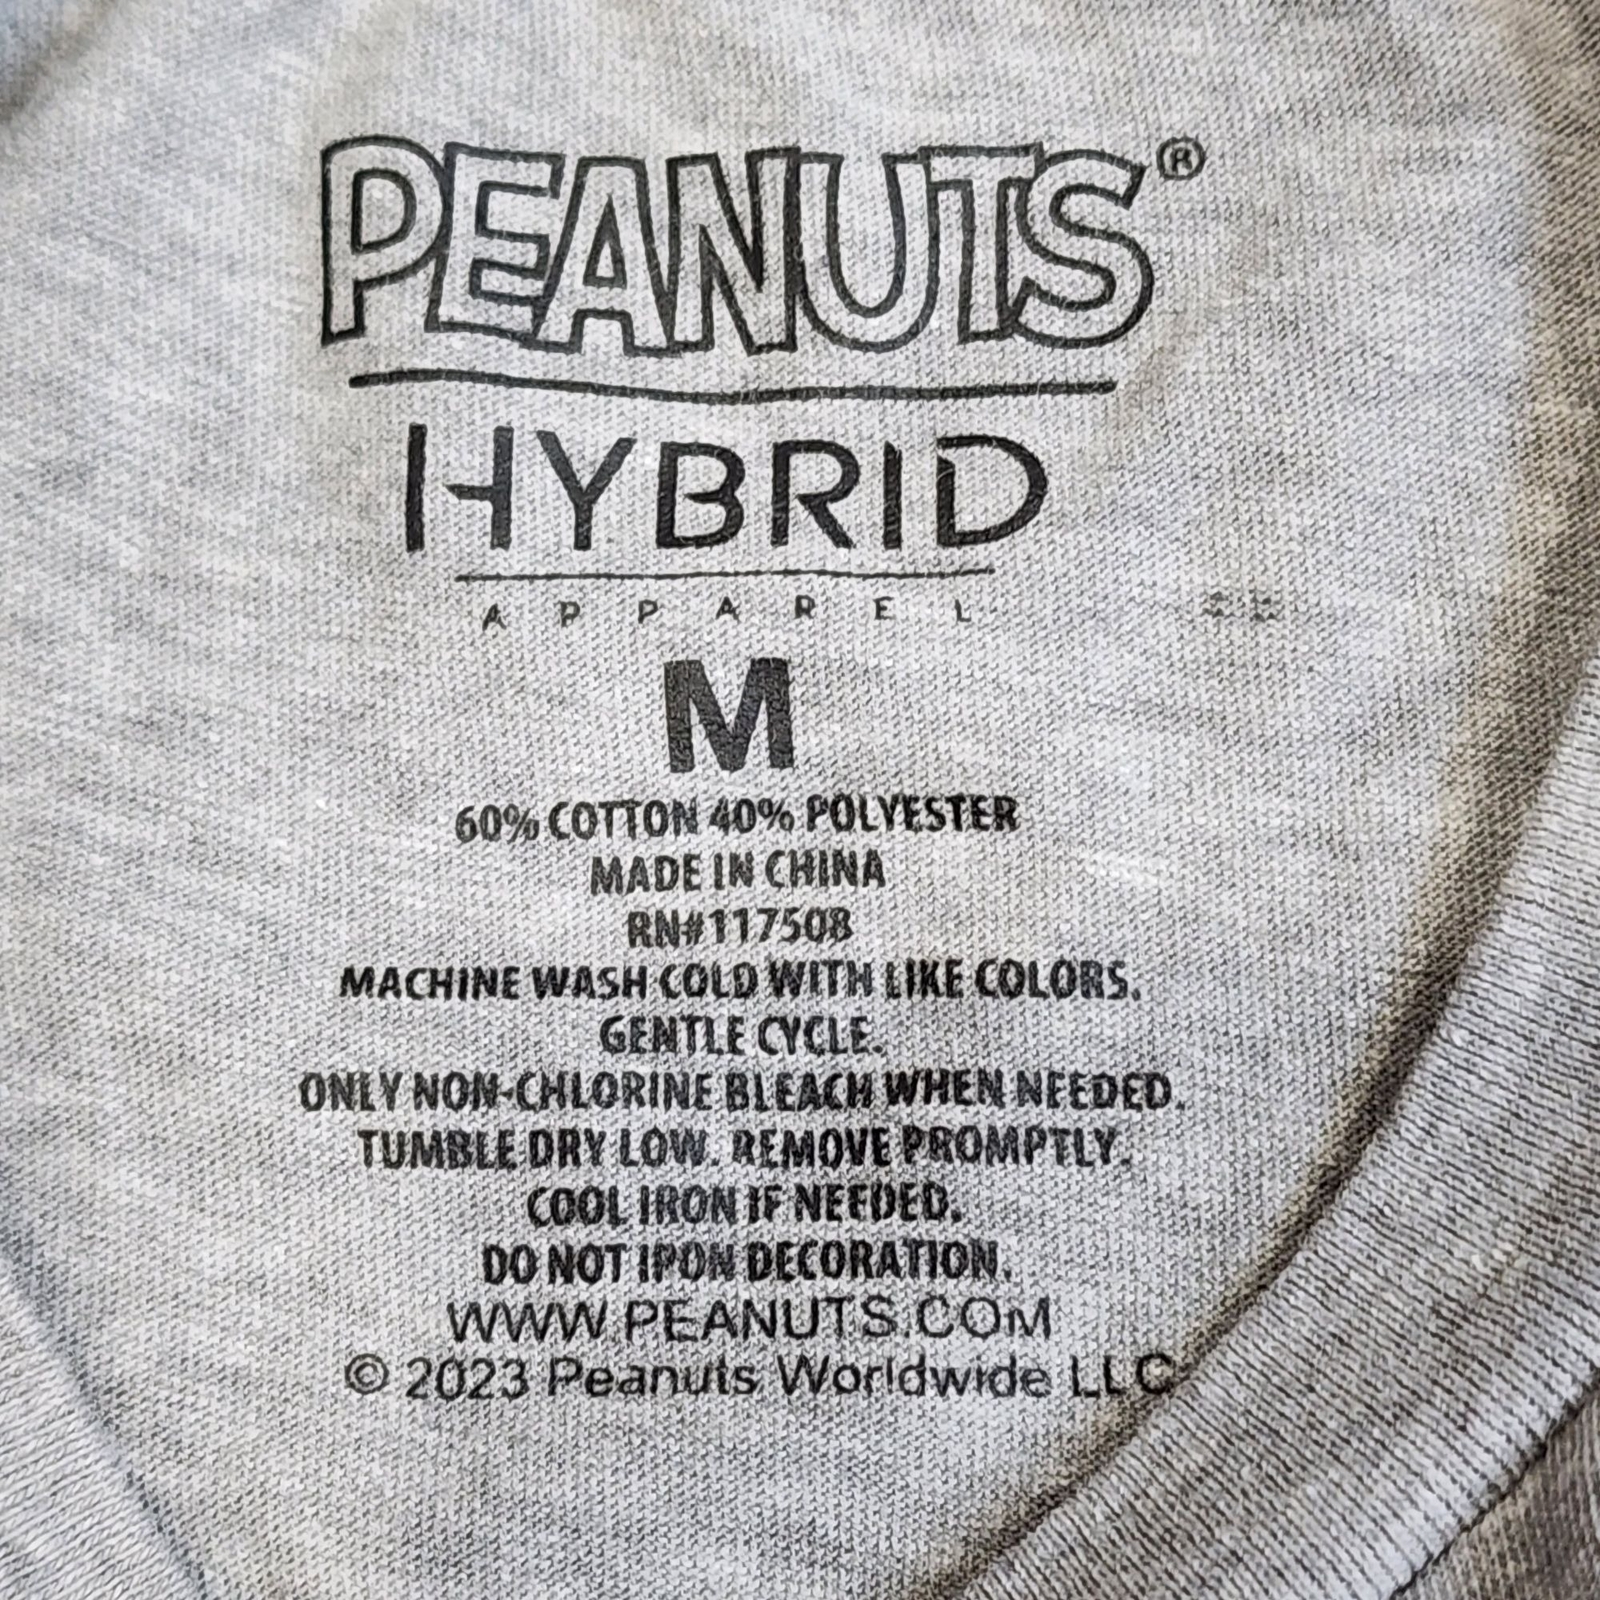 PEANUTS®
HYBRID
APPAREL
M
60% COTTON 40% POLYESTER
MADE IN CHINA
RN#117508
MACHINE WASH COLD WITH LIKE COLORS.
GENTLE CYCLE.
ONLY NON-CHLORINE BLEACH WHEN NEEDED.
TUMBLE DRY LOW. REMOVE PROMPTLY.
COOL IRON IF NEEDED.
DO NOT IRON DECORATION.
WWW.PEANUTS.COM
© 2023 Peanuts Worldwide LLC